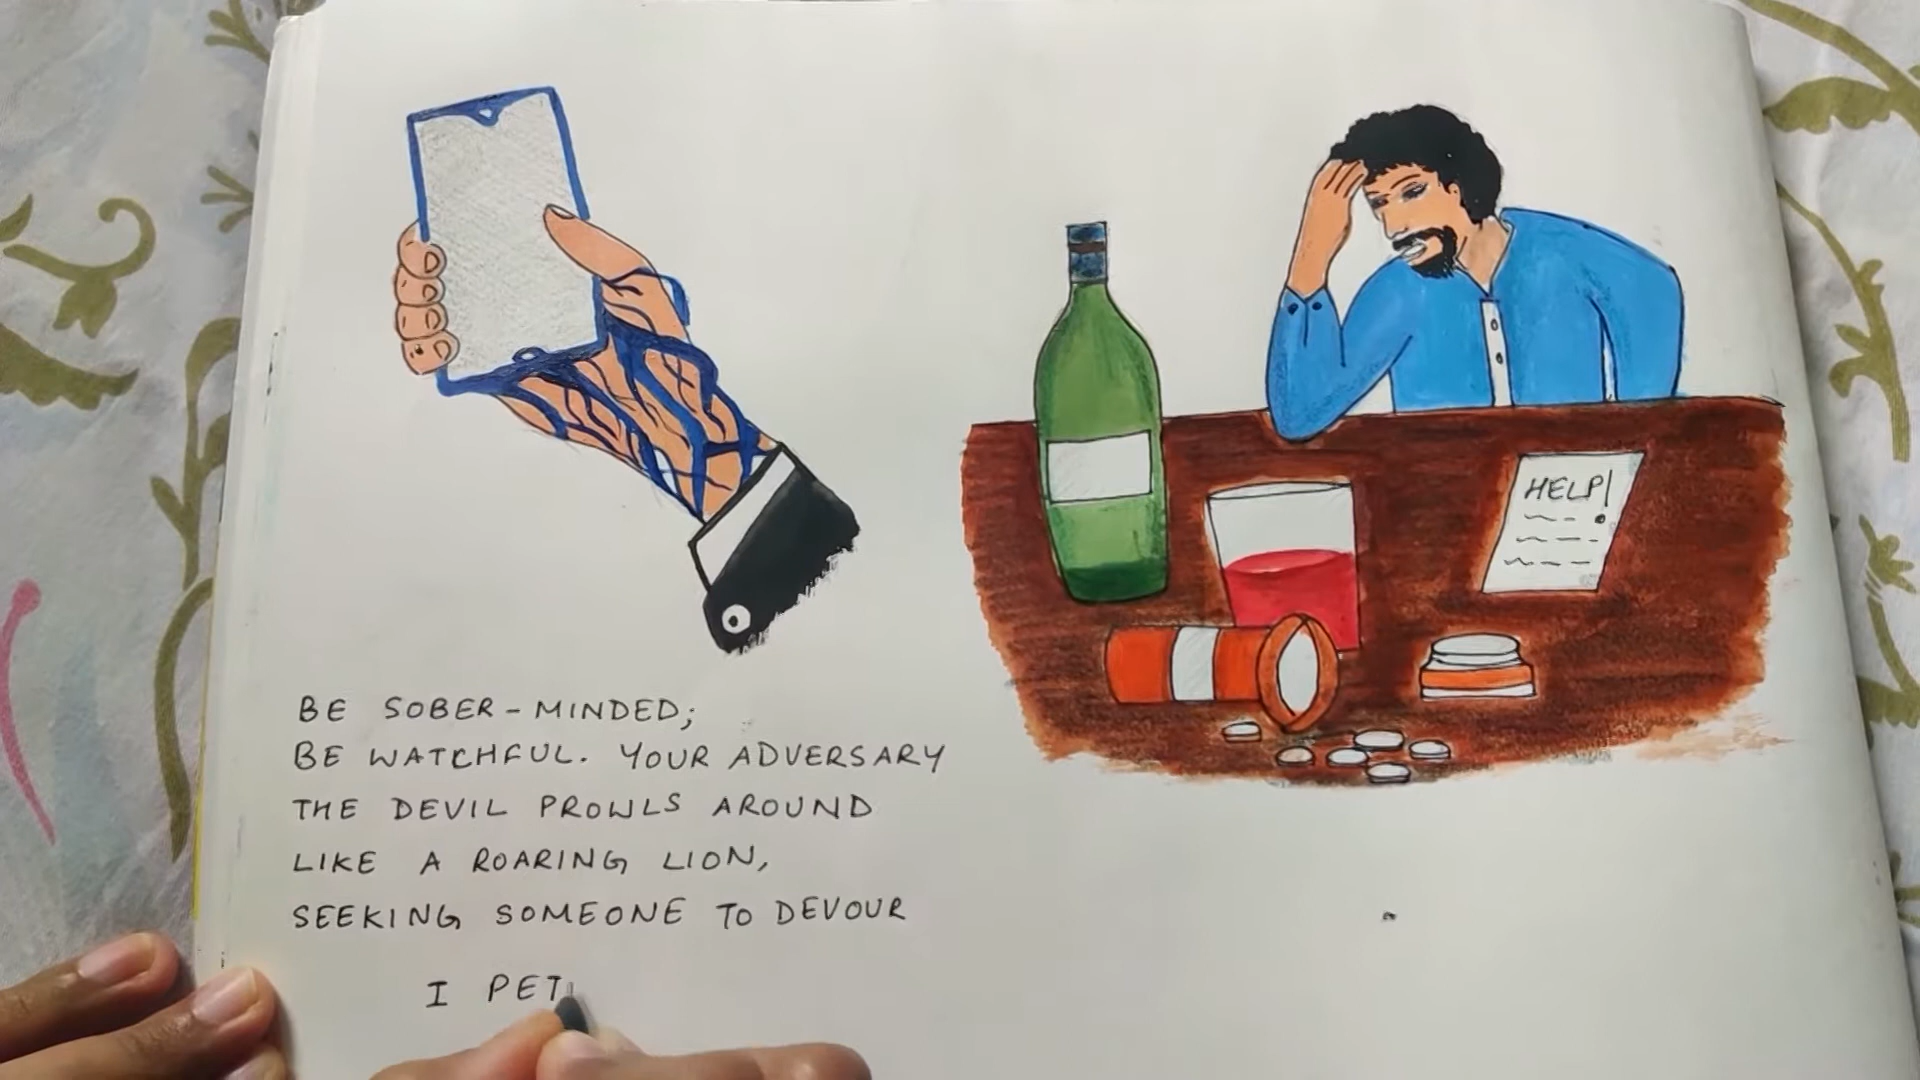 BE SOBER-MINDED;
BE WATCHFUL. YOUR ADVERSARY
THE DEVIL PROWLS AROUND
LIKE A ROARING LION,
SEEKING SOMEONE TO DEVOUR
I PET
HELP!